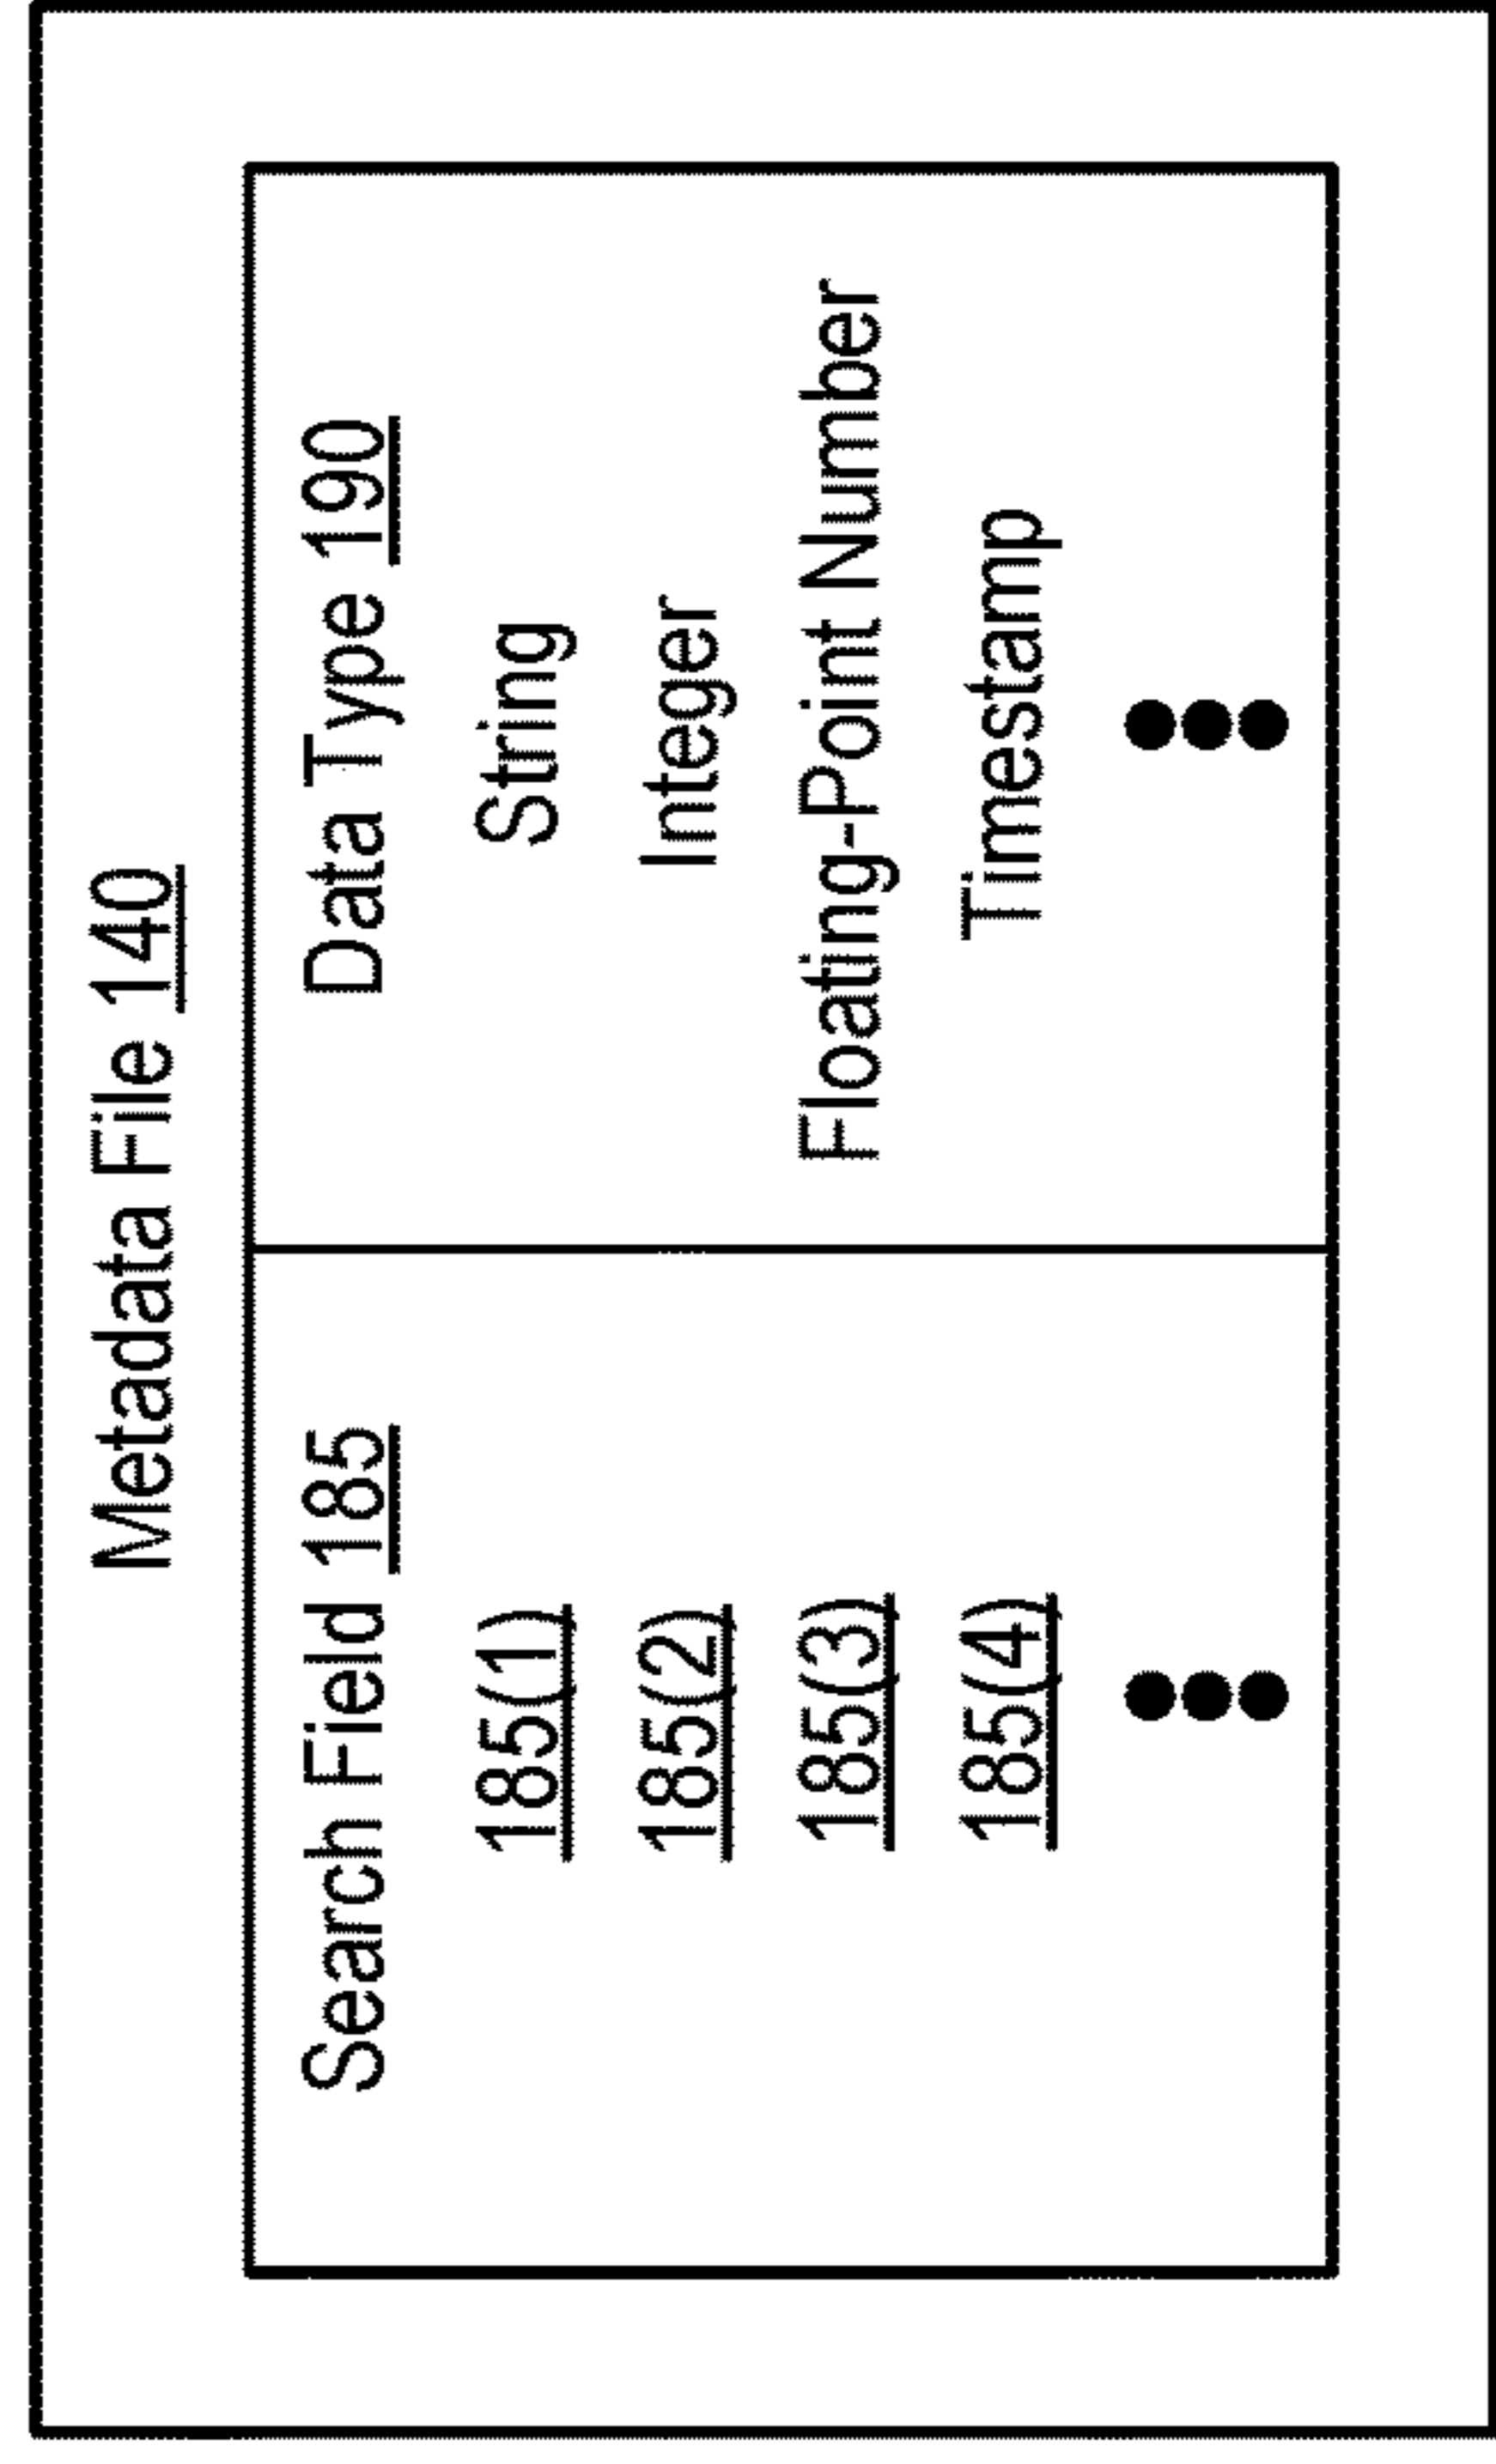 Metadata File 140
Search Field 185 Data Type 190
185(1) String
185(2) Integer
185(3) Floating-Point Number
185(4) Timestamp